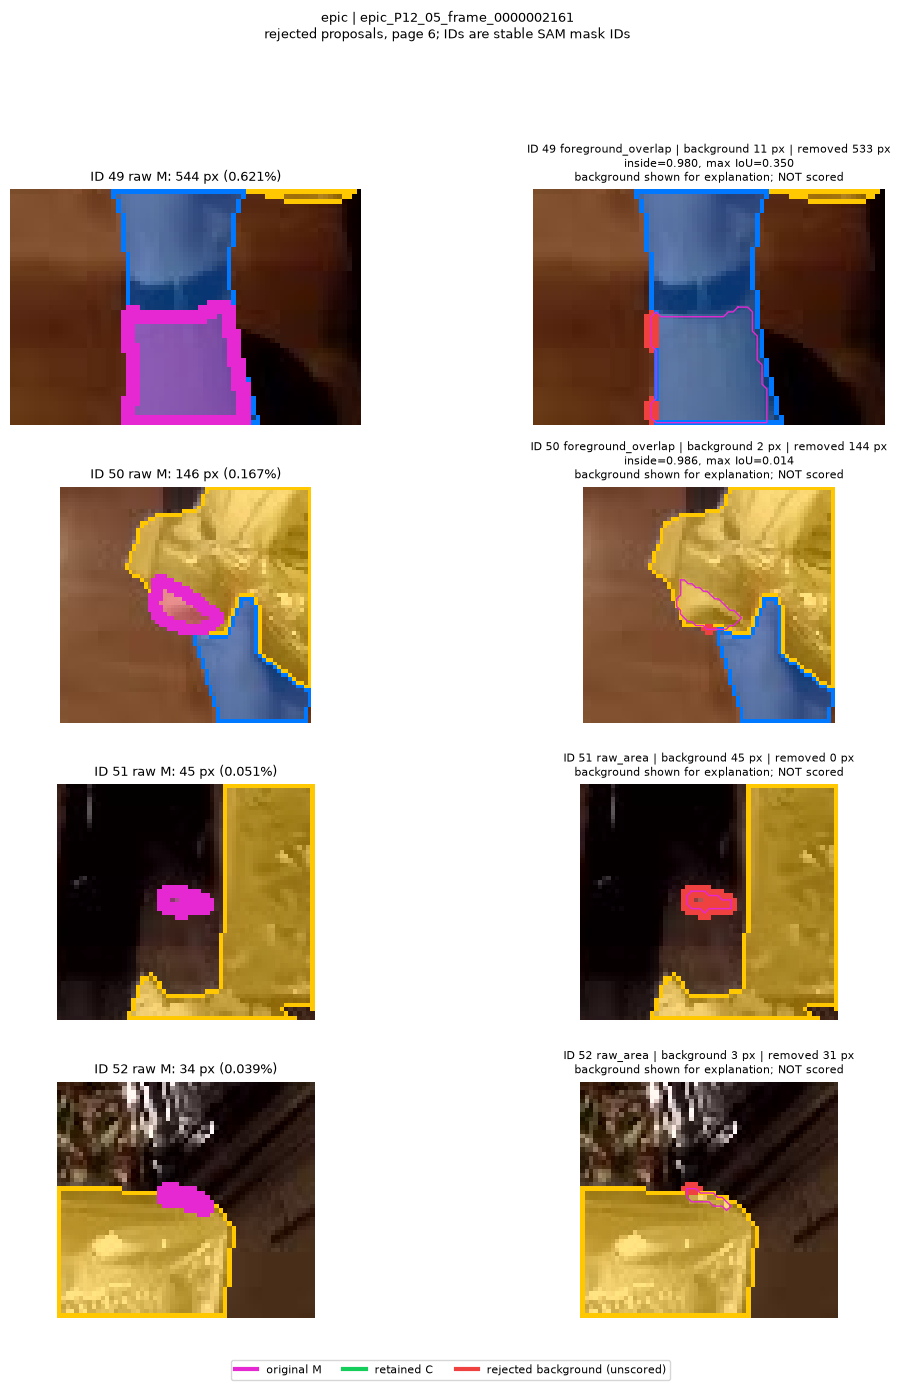 epic | epic_P12_05_frame_0000002161
rejected proposals, page 6; IDs are stable SAM mask IDs
ID 49 raw M: 544 px (0.621%)
ID 49 foreground_overlap | background 11 px | removed 533 px
inside=0.980, max IoU=0.350
background shown for explanation; NOT scored
ID 50 raw M: 146 px (0.167%)
ID 50 foreground_overlap | background 2 px | removed 144 px
inside=0.986, max IoU=0.014
background shown for explanation; NOT scored
ID 51 raw M: 45 px (0.051%)
ID 51 raw_area | background 45 px | removed 0 px
background shown for explanation; NOT scored
ID 52 raw M: 34 px (0.039%)
ID 52 raw_area | background 3 px | removed 31 px
background shown for explanation; NOT scored
original M
retained C
rejected background (unscored)